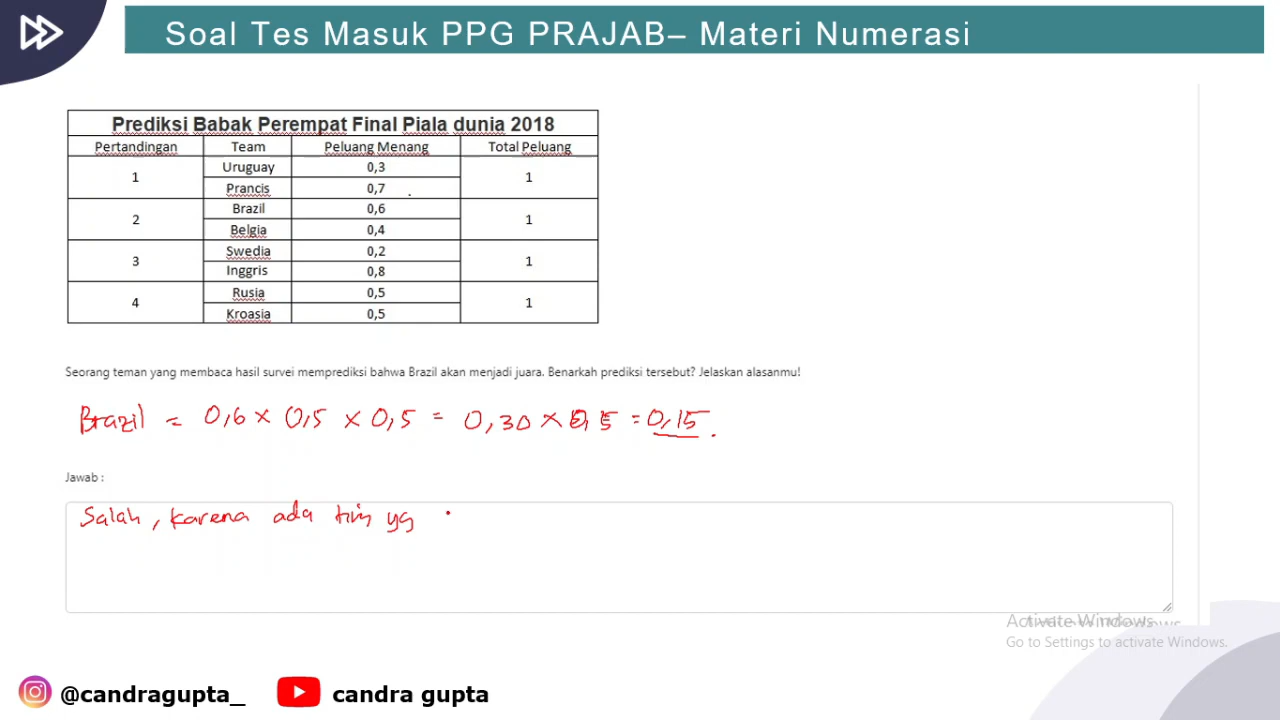 Soal Tes Masuk PPG PRAJAB– Materi Numerasi
Prediksi Babak Perempat Final Piala dunia 2018
Pertandingan Team Peluang Menang Total Peluang
1 Uruguay 0,3 1
Prancis 0,7
2 Brazil 0,6 1
Belgia 0,4
3 Swedia 0,2 1
Inggris 0,8
4 Rusia 0,5 1
Kroasia 0,5
Seorang teman yang membaca hasil survei memprediksi bahwa Brazil akan menjadi juara. Benarkah prediksi tersebut? Jelaskan alasanmu!
Brazil = 0,6 × 0,5 × 0,5 = 0,30 × 0,5 = 0,15.
Jawab :
Salah, karena ada tim yg
Activate Windows
Go to Settings to activate Windows.
@candragupta_ candra gupta